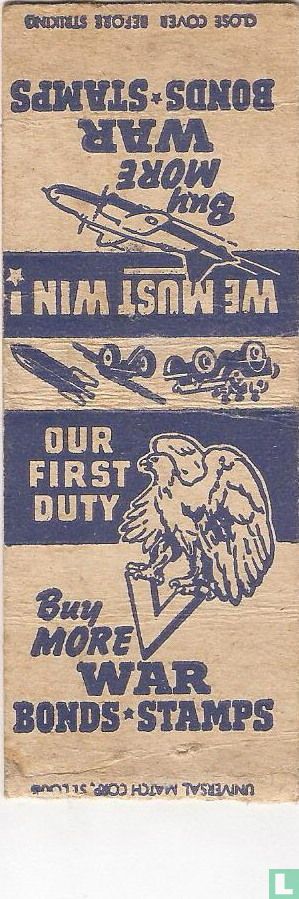 CLOSE COVER BEFORE STRIKING
Buy
MORE
WAR
BONDS★STAMPS
WE MUST WIN!
OUR
FIRST
DUTY
Buy
MORE
WAR
BONDS★STAMPS
UNIVERSAL MATCH CORP., ST. LOUIS
L